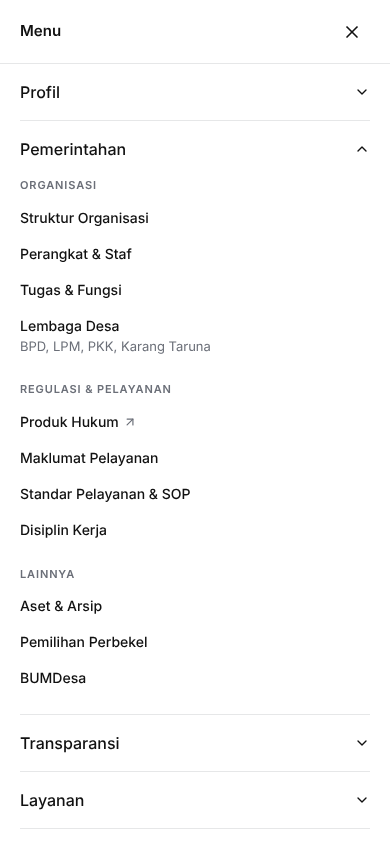 Menu
Profil
Pemerintahan
ORGANISASI
Struktur Organisasi
Perangkat & Staf
Tugas & Fungsi
Lembaga Desa
BPD, LPM, PKK, Karang Taruna
REGULASI & PELAYANAN
Produk Hukum
Maklumat Pelayanan
Standar Pelayanan & SOP
Disiplin Kerja
LAINNYA
Aset & Arsip
Pemilihan Perbekel
BUMDesa
Transparansi
Layanan